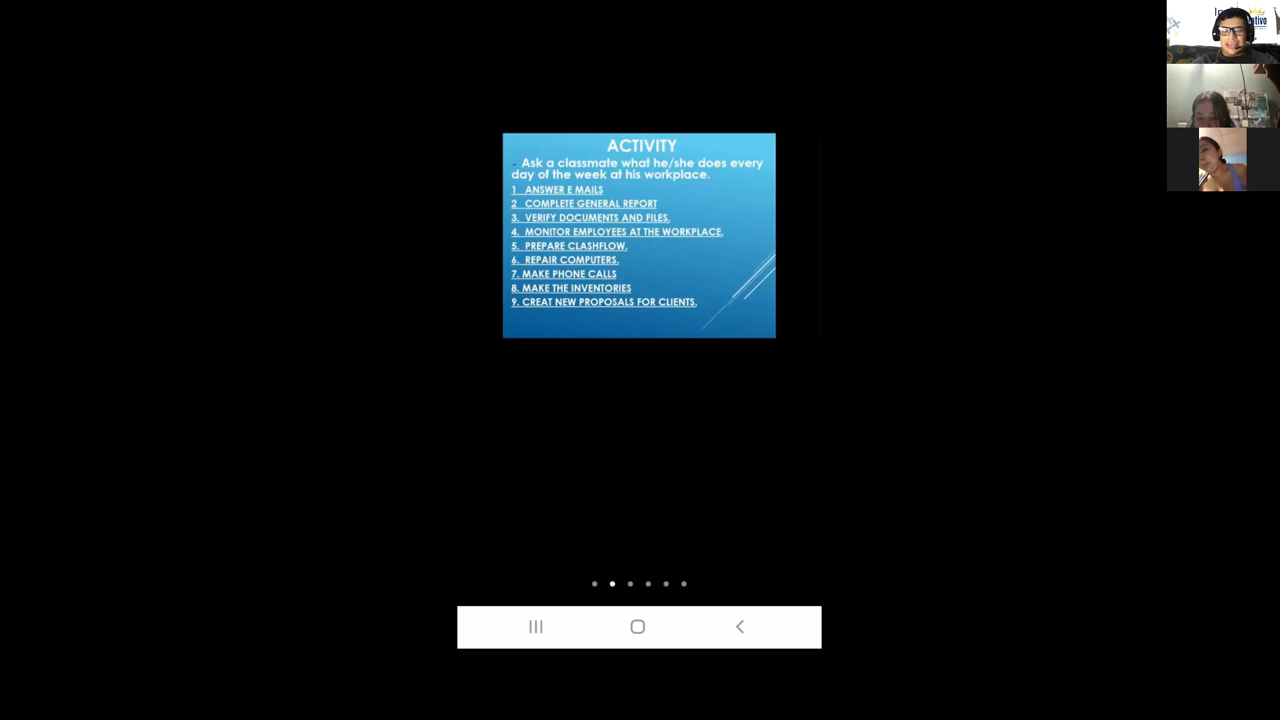 ACTIVITY
- Ask a classmate what he/she does every
day of the week at his workplace.
1 ANSWER E MAILS
2 COMPLETE GENERAL REPORT
3. VERIFY DOCUMENTS AND FILES.
4. MONITOR EMPLOYEES AT THE WORKPLACE.
5. PREPARE CLASHFLOW.
6. REPAIR COMPUTERS.
7. MAKE PHONE CALLS
8. MAKE THE INVENTORIES
9. CREAT NEW PROPOSALS FOR CLIENTS.